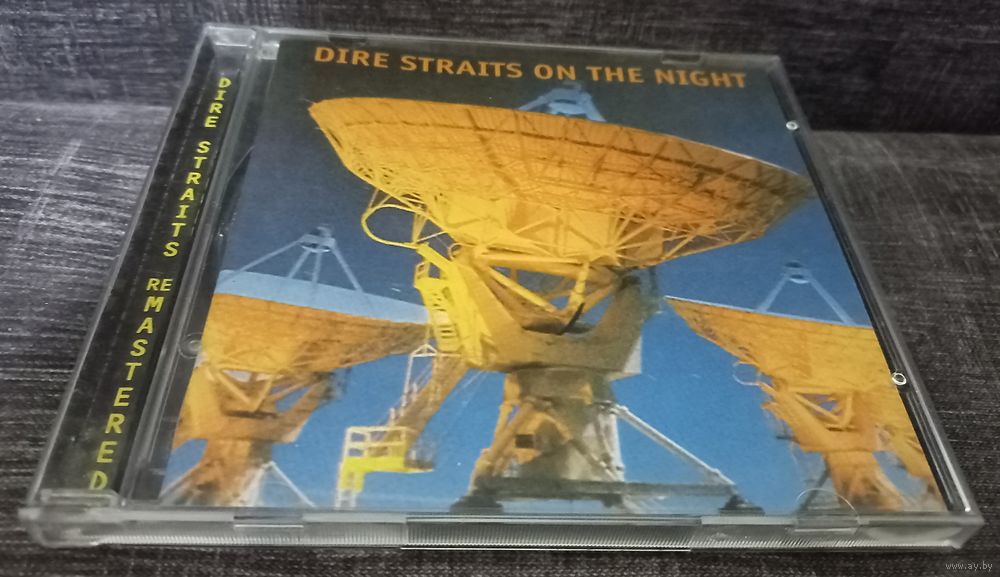 DIRE STRAITS ON THE NIGHT
DIRE STRAITS REMASTERED
www.ay.by